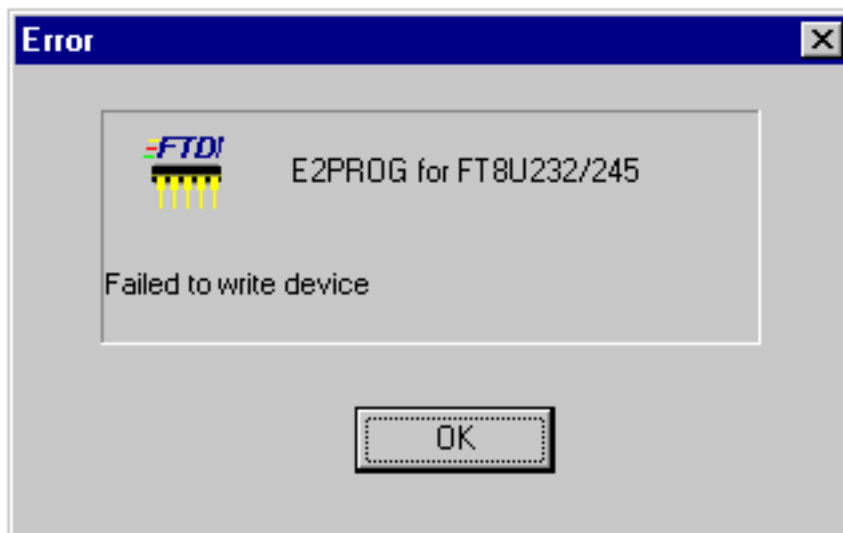 Error
FTDI
E2PROG for FT8U232/245
Failed to write device
OK